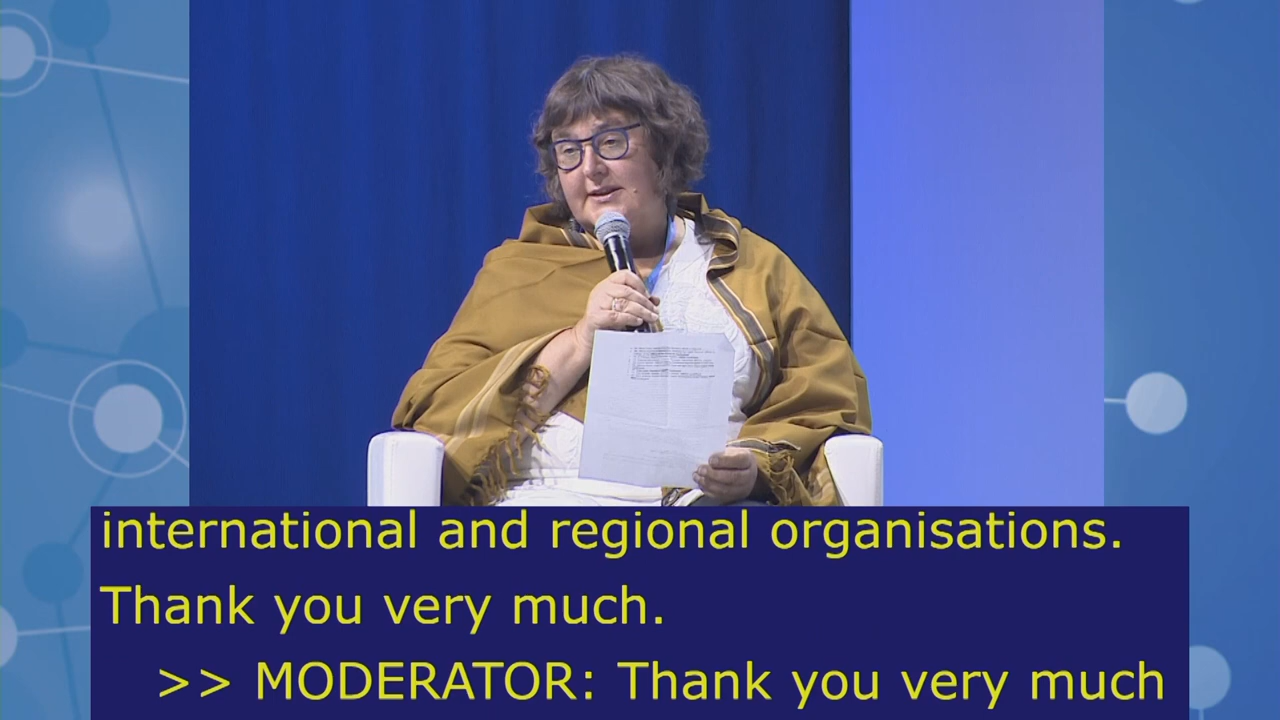 international and regional organisations.
Thank you very much.
>> MODERATOR: Thank you very much